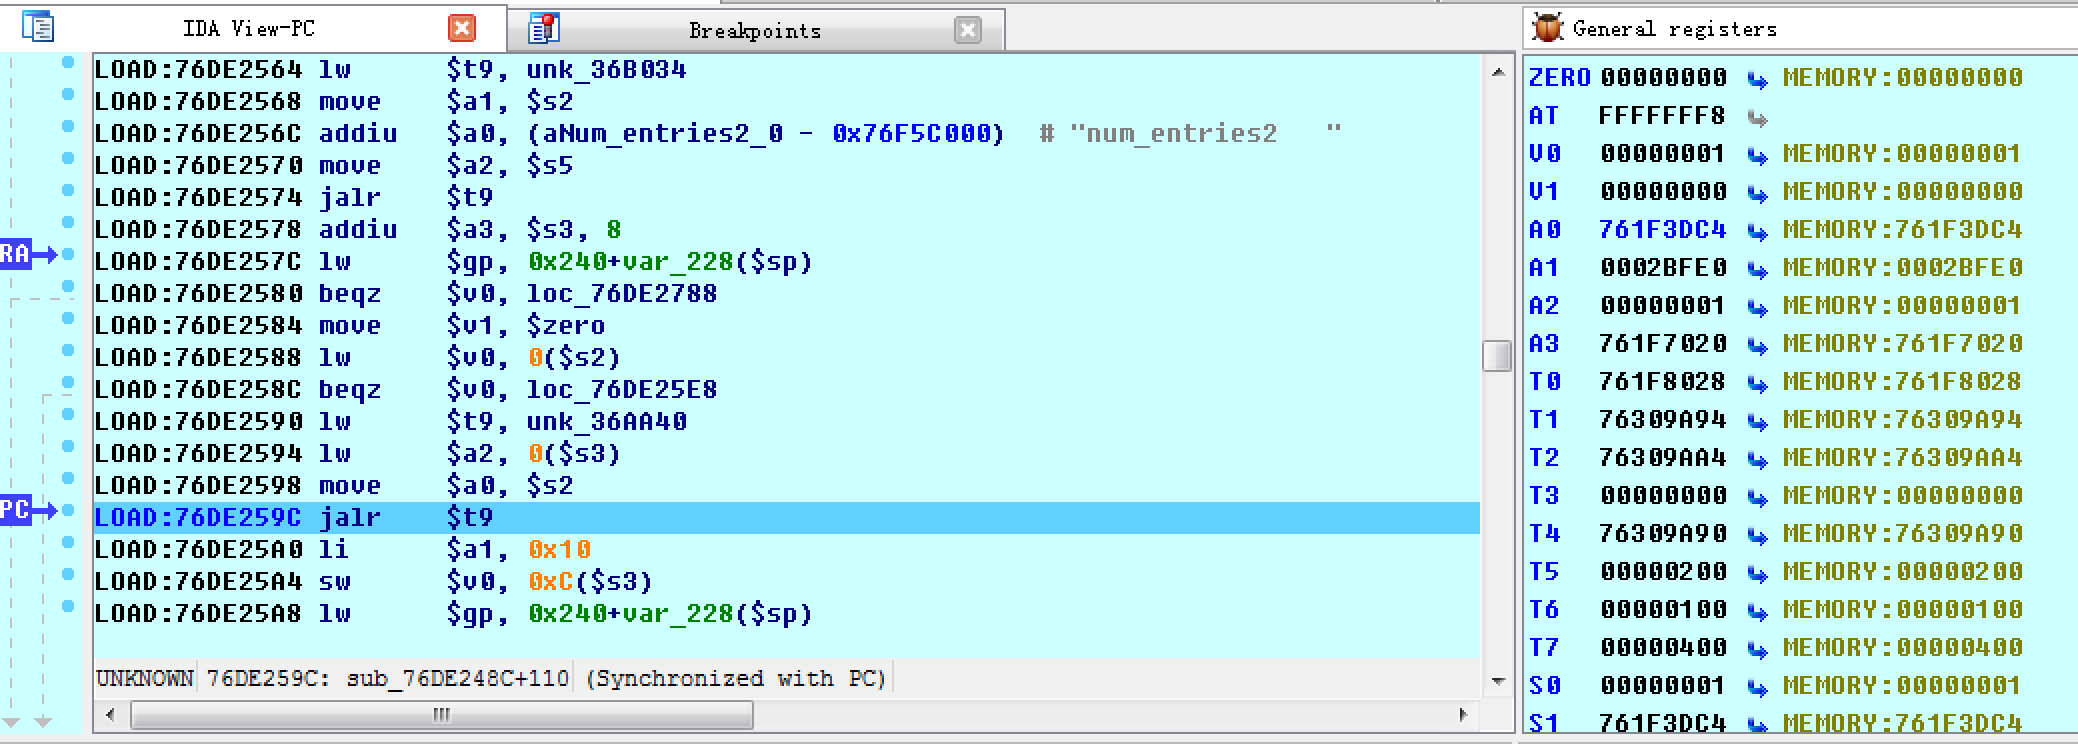 IDA View-PC
Breakpoints
General registers
LOAD:76DE2564 lw $t9, unk_36B034
LOAD:76DE2568 move $a1, $s2
LOAD:76DE256C addiu $a0, (aNum_entries2_0 - 0x76F5C000) # "num_entries2 "
LOAD:76DE2570 move $a2, $s5
LOAD:76DE2574 jalr $t9
LOAD:76DE2578 addiu $a3, $s3, 8
RA
LOAD:76DE257C lw $gp, 0x240+var_228($sp)
LOAD:76DE2580 beqz $v0, loc_76DE2788
LOAD:76DE2584 move $v1, $zero
LOAD:76DE2588 lw $v0, 0($s2)
LOAD:76DE258C beqz $v0, loc_76DE25E8
LOAD:76DE2590 lw $t9, unk_36AA40
LOAD:76DE2594 lw $a2, 0($s3)
LOAD:76DE2598 move $a0, $s2
PC
LOAD:76DE259C jalr $t9
LOAD:76DE25A0 li $a1, 0x10
LOAD:76DE25A4 sw $v0, 0xC($s3)
LOAD:76DE25A8 lw $gp, 0x240+var_228($sp)
UNKNOWN 76DE259C: sub_76DE248C+110 (Synchronized with PC)
ZERO 00000000 MEMORY:00000000
AT FFFFFFF8
V0 00000001 MEMORY:00000001
V1 00000000 MEMORY:00000000
A0 761F3DC4 MEMORY:761F3DC4
A1 0002BFE0 MEMORY:0002BFE0
A2 00000001 MEMORY:00000001
A3 761F7020 MEMORY:761F7020
T0 761F8028 MEMORY:761F8028
T1 76309A94 MEMORY:76309A94
T2 76309AA4 MEMORY:76309AA4
T3 00000000 MEMORY:00000000
T4 76309A90 MEMORY:76309A90
T5 00000200 MEMORY:00000200
T6 00000100 MEMORY:00000100
T7 00000400 MEMORY:00000400
S0 00000001 MEMORY:00000001
S1 761F3DC4 MEMORY:761F3DC4